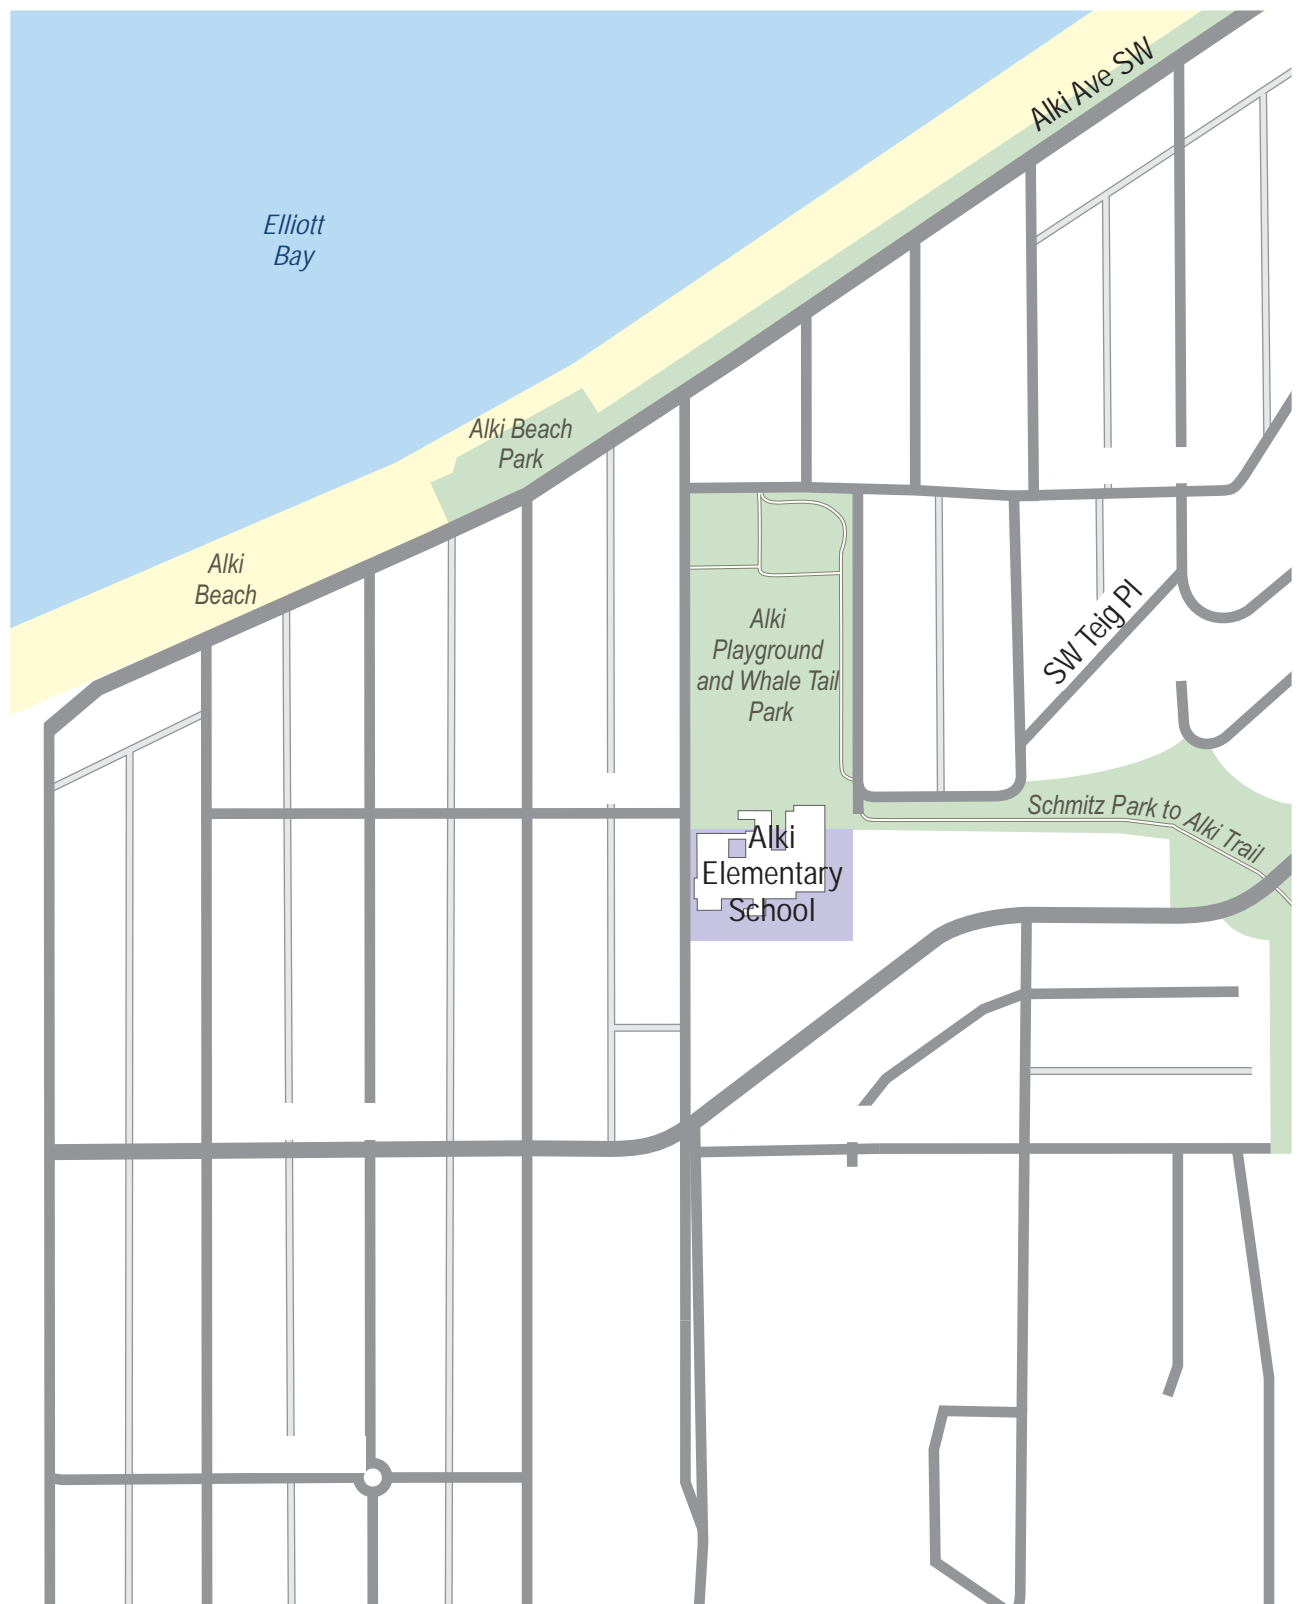 Alki Ave SW
Elliott
Bay
Alki Beach
Park
Alki
Beach
SW Teig Pl
Alki
Playground
and Whale Tail
Park
Schmitz Park to Alki Trail
Alki
Elementary
School